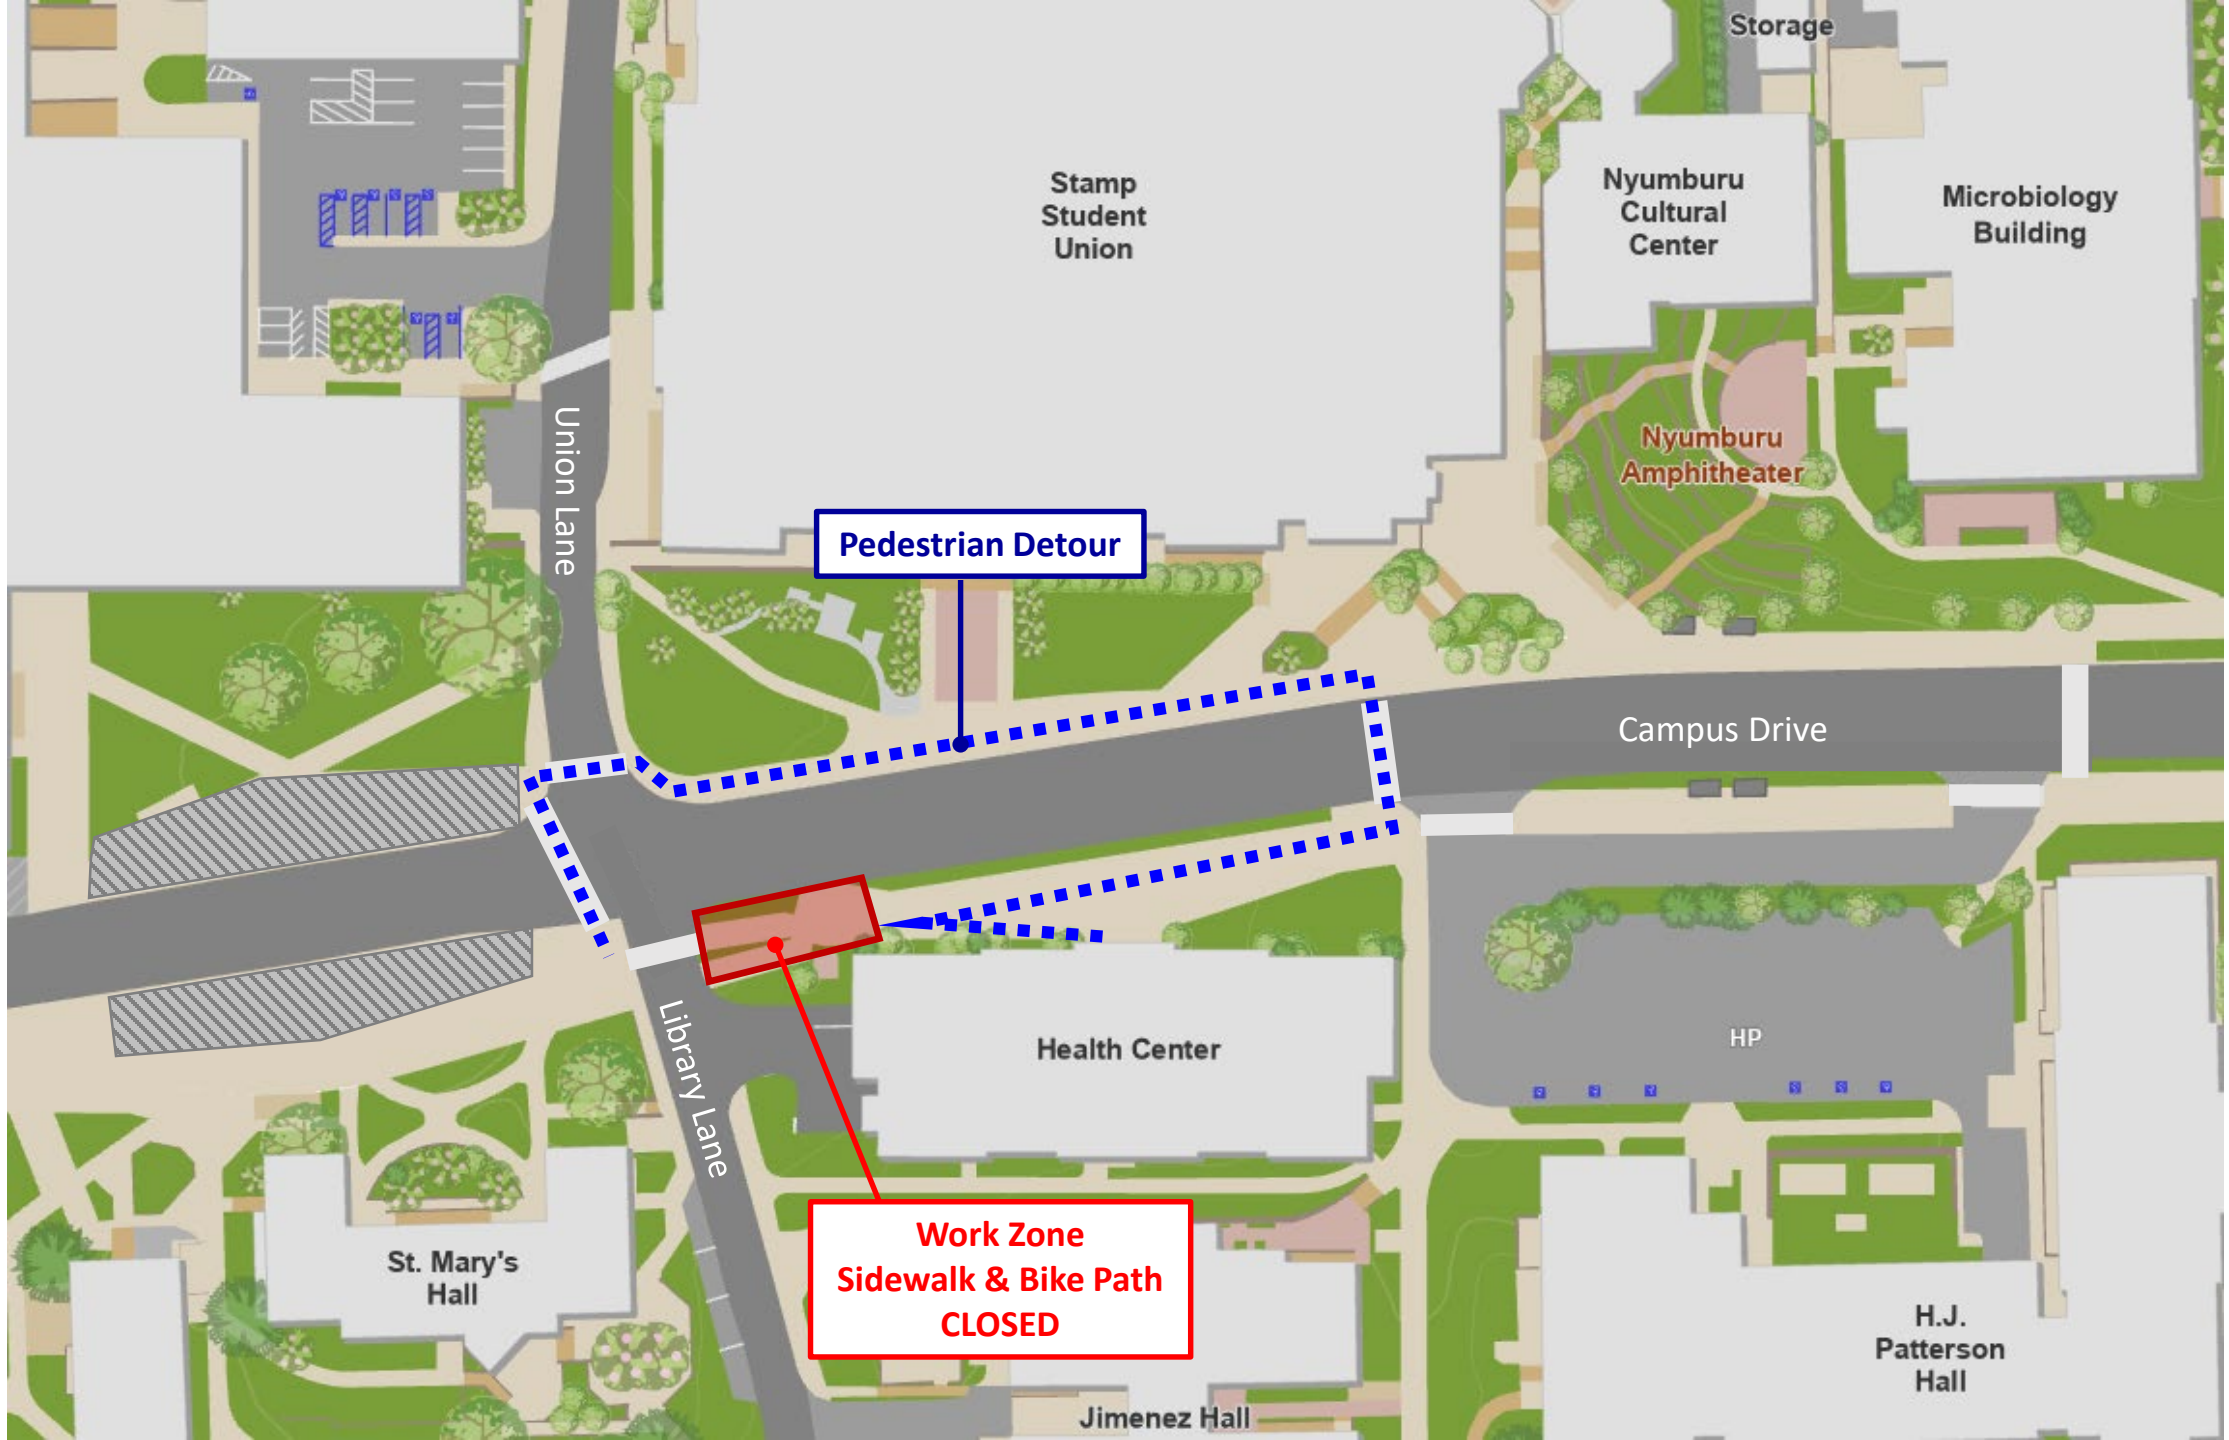 Storage
Stamp
Student
Union
Nyumburu
Cultural
Center
Microbiology
Building
Union Lane
Nyumburu
Amphitheater
Pedestrian Detour
Campus Drive
Library Lane
Health Center
HP
Work Zone
Sidewalk & Bike Path
CLOSED
St. Mary's
Hall
H.J.
Patterson
Hall
Jimenez Hall